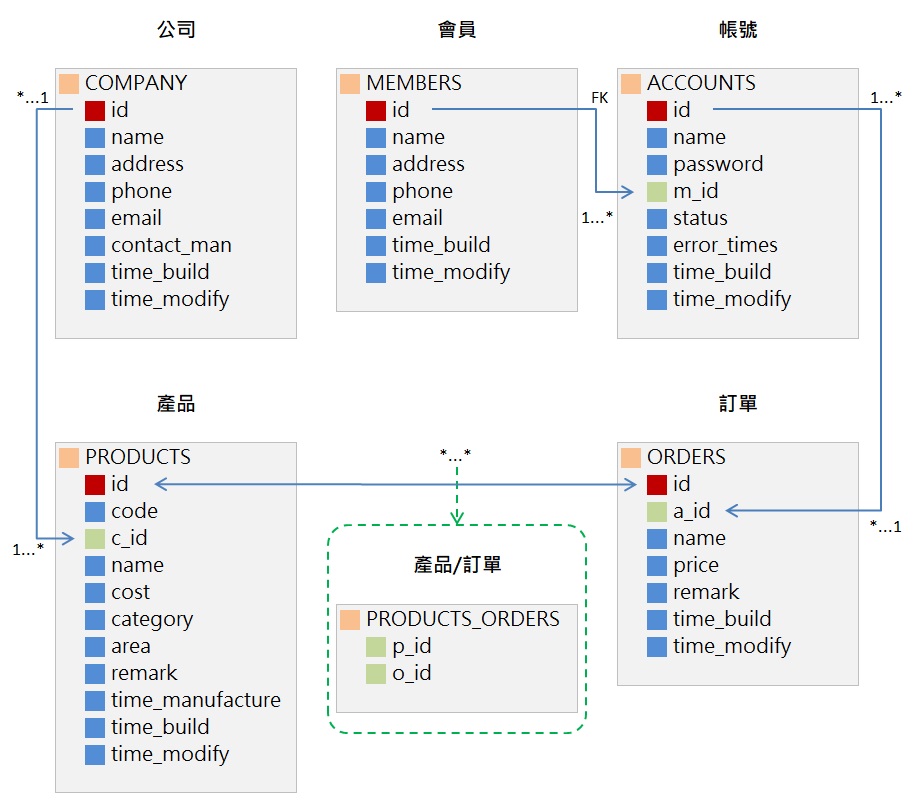 公司
COMPANY
id
name
address
phone
email
contact_man
time_build
time_modify
*...1
1...*
會員
MEMBERS
id
name
address
phone
email
time_build
time_modify
FK
1...*
帳號
ACCOUNTS
id
name
password
m_id
status
error_times
time_build
time_modify
1...*
*...1
產品
PRODUCTS
id
code
c_id
name
cost
category
area
remark
time_manufacture
time_build
time_modify
*...*
產品/訂單
PRODUCTS_ORDERS
p_id
o_id
訂單
ORDERS
id
a_id
name
price
remark
time_build
time_modify